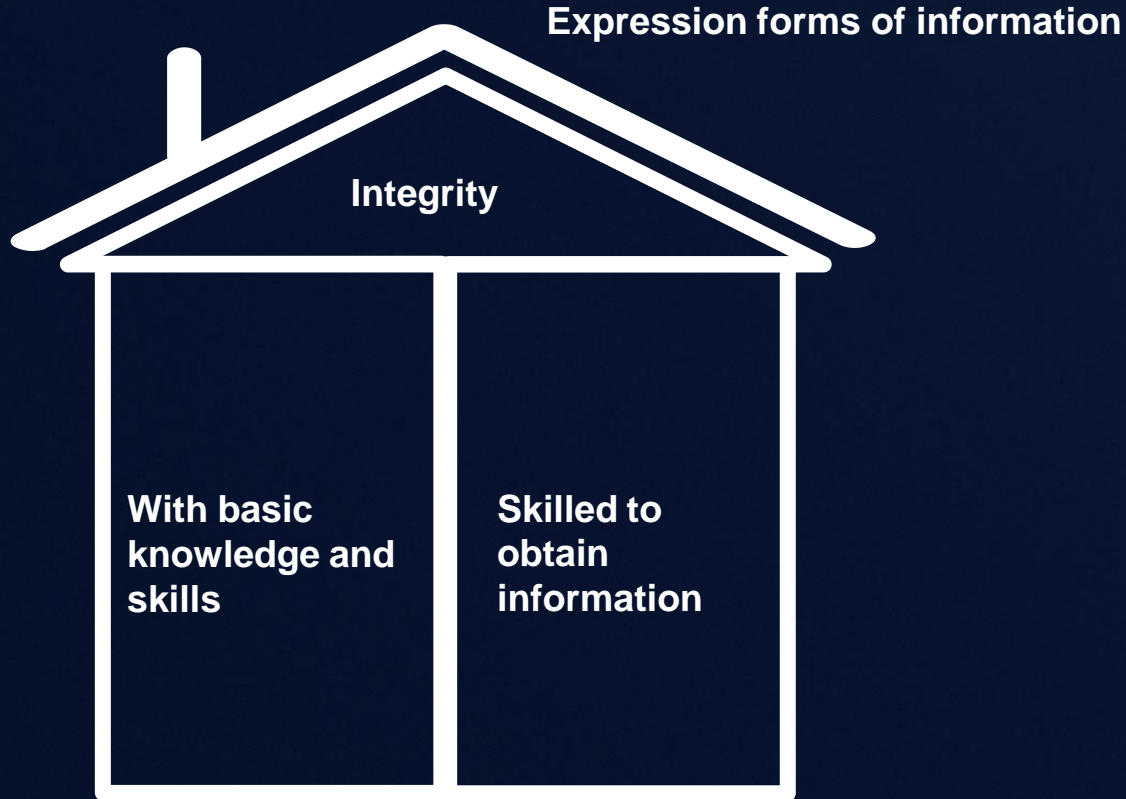 Expression forms of information
Integrity
With basic
knowledge and
skills
Skilled to
obtain
information